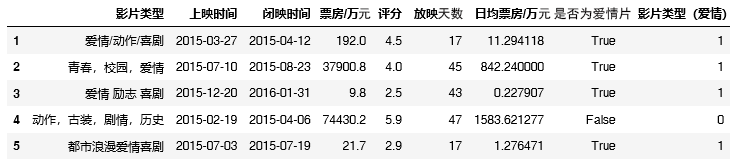 影片类型 上映时间 闭映时间 票房/万元 评分 放映天数 日均票房/万元 是否为爱情片 影片类型（爱情）
1 爱情/动作/喜剧 2015-03-27 2015-04-12 192.0 4.5 17 11.294118 True 1
2 青春，校园，爱情 2015-07-10 2015-08-23 37900.8 4.0 45 842.240000 True 1
3 爱情 励志 喜剧 2015-12-20 2016-01-31 9.8 2.5 43 0.227907 True 1
4 动作，古装，剧情，历史 2015-02-19 2015-04-06 74430.2 5.9 47 1583.621277 False 0
5 都市浪漫爱情喜剧 2015-07-03 2015-07-19 21.7 2.9 17 1.276471 True 1